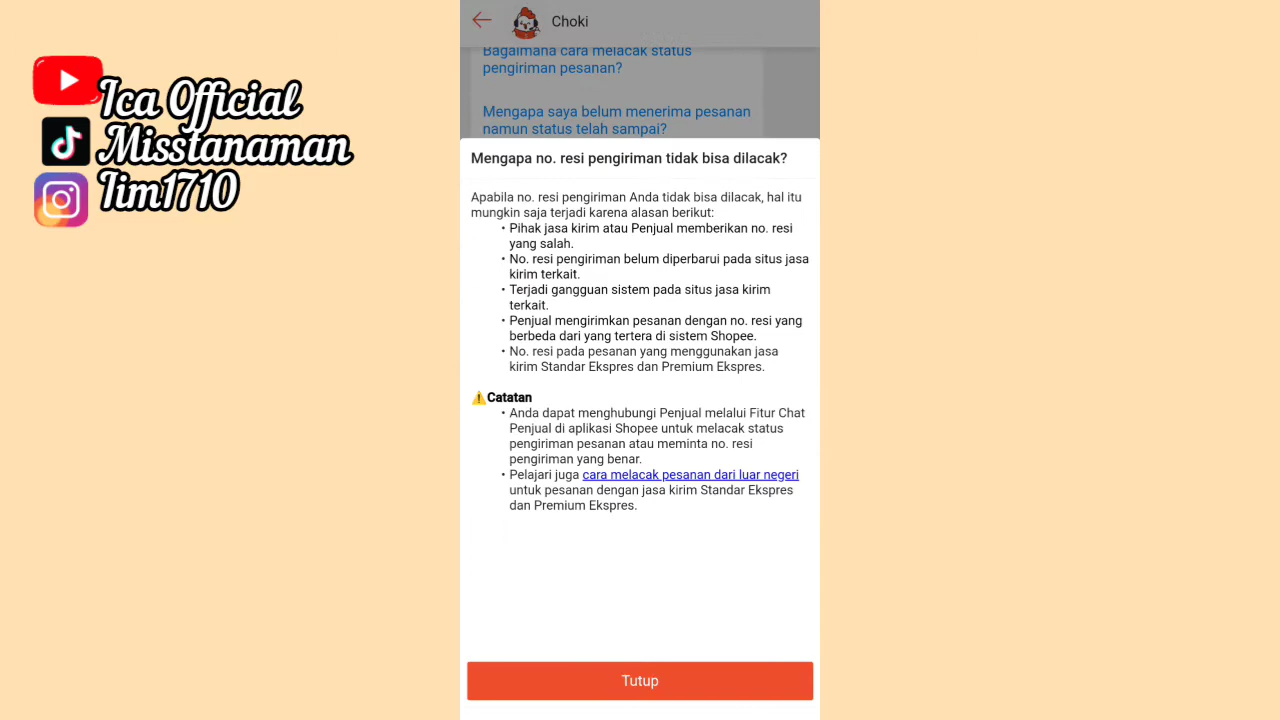 Ica Official
Misstanaman
Iim1710
Choki
Bagaimana cara melacak status
pengiriman pesanan?
Mengapa saya belum menerima pesanan
namun status telah sampai?
Mengapa no. resi pengiriman tidak bisa dilacak?
Apabila no. resi pengiriman Anda tidak bisa dilacak, hal itu
mungkin saja terjadi karena alasan berikut:
• Pihak jasa kirim atau Penjual memberikan no. resi
yang salah.
• No. resi pengiriman belum diperbarui pada situs jasa
kirim terkait.
• Terjadi gangguan sistem pada situs jasa kirim
terkait.
• Penjual mengirimkan pesanan dengan no. resi yang
berbeda dari yang tertera di sistem Shopee.
• No. resi pada pesanan yang menggunakan jasa
kirim Standar Ekspres dan Premium Ekspres.
⚠️Catatan
• Anda dapat menghubungi Penjual melalui Fitur Chat
Penjual di aplikasi Shopee untuk melacak status
pengiriman pesanan atau meminta no. resi
pengiriman yang benar.
• Pelajari juga cara melacak pesanan dari luar negeri
untuk pesanan dengan jasa kirim Standar Ekspres
dan Premium Ekspres.
Tutup